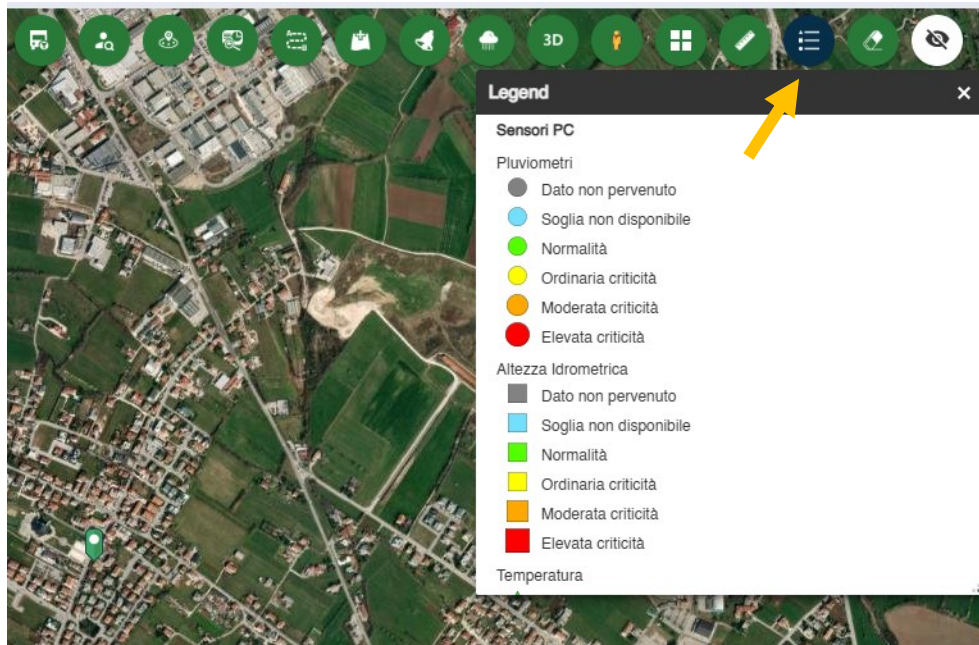 3D
Legend
Sensori PC
Pluviometri
Dato non pervenuto
Soglia non disponibile
Normalità
Ordinaria criticità
Moderata criticità
Elevata criticità
Altezza Idrometrica
Dato non pervenuto
Soglia non disponibile
Normalità
Ordinaria criticità
Moderata criticità
Elevata criticità
Temperatura